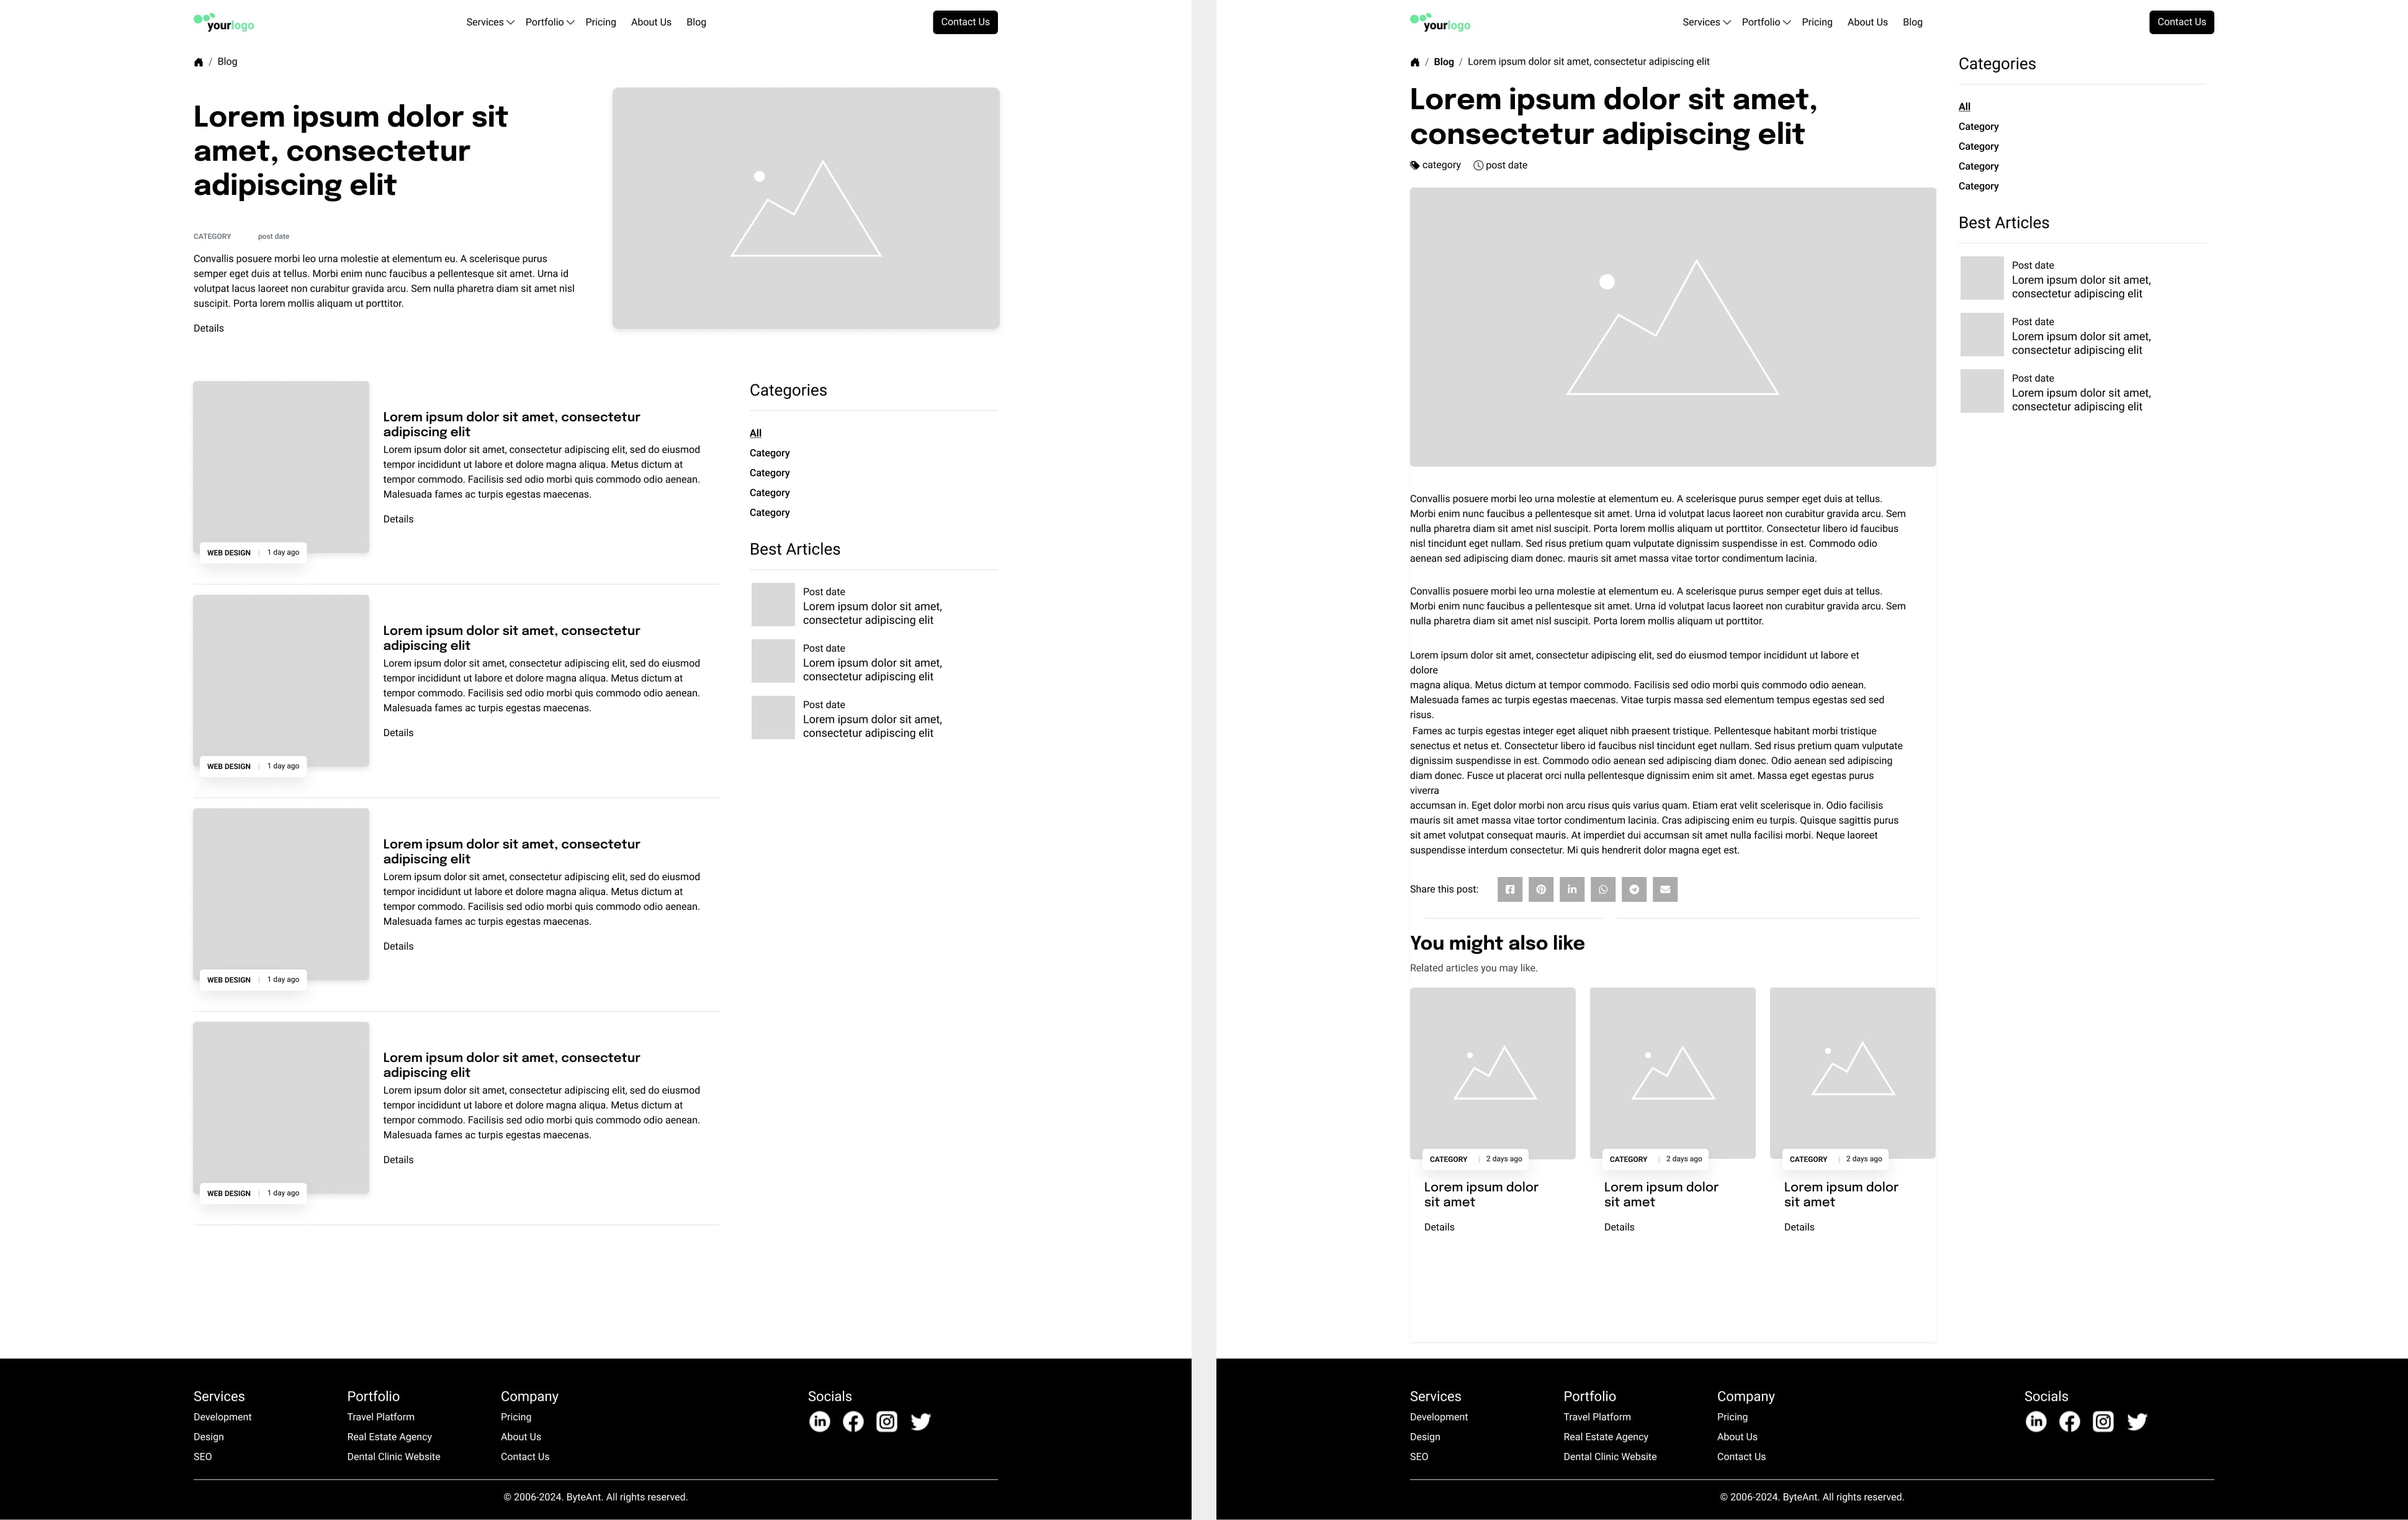 yourlogo
Services Portfolio Pricing About Us Blog
Contact Us
/ Blog
Lorem ipsum dolor sit
amet, consectetur
adipiscing elit
CATEGORY post date
Convallis posuere morbi leo urna molestie at elementum eu. A scelerisque purus
semper eget duis at tellus. Morbi enim nunc faucibus a pellentesque sit amet. Urna id
volutpat lacus laoreet non curabitur gravida arcu. Sem nulla pharetra diam sit amet nisl
suscipit. Porta lorem mollis aliquam ut porttitor.
Details
Lorem ipsum dolor sit amet, consectetur
adipiscing elit
Lorem ipsum dolor sit amet, consectetur adipiscing elit, sed do eiusmod
tempor incididunt ut labore et dolore magna aliqua. Metus dictum at
tempor commodo. Facilisis sed odio morbi quis commodo odio aenean.
Malesuada fames ac turpis egestas maecenas.
Details
WEB DESIGN | 1 day ago
Lorem ipsum dolor sit amet, consectetur
adipiscing elit
Lorem ipsum dolor sit amet, consectetur adipiscing elit, sed do eiusmod
tempor incididunt ut labore et dolore magna aliqua. Metus dictum at
tempor commodo. Facilisis sed odio morbi quis commodo odio aenean.
Malesuada fames ac turpis egestas maecenas.
Details
WEB DESIGN | 1 day ago
Lorem ipsum dolor sit amet, consectetur
adipiscing elit
Lorem ipsum dolor sit amet, consectetur adipiscing elit, sed do eiusmod
tempor incididunt ut labore et dolore magna aliqua. Metus dictum at
tempor commodo. Facilisis sed odio morbi quis commodo odio aenean.
Malesuada fames ac turpis egestas maecenas.
Details
WEB DESIGN | 1 day ago
Lorem ipsum dolor sit amet, consectetur
adipiscing elit
Lorem ipsum dolor sit amet, consectetur adipiscing elit, sed do eiusmod
tempor incididunt ut labore et dolore magna aliqua. Metus dictum at
tempor commodo. Facilisis sed odio morbi quis commodo odio aenean.
Malesuada fames ac turpis egestas maecenas.
Details
WEB DESIGN | 1 day ago
Categories
All
Category
Category
Category
Category
Best Articles
Post date
Lorem ipsum dolor sit amet,
consectetur adipiscing elit
Post date
Lorem ipsum dolor sit amet,
consectetur adipiscing elit
Post date
Lorem ipsum dolor sit amet,
consectetur adipiscing elit
Services
Development
Design
SEO
Portfolio
Travel Platform
Real Estate Agency
Dental Clinic Website
Company
Pricing
About Us
Contact Us
Socials
© 2006-2024. ByteAnt. All rights reserved.
yourlogo
Services Portfolio Pricing About Us Blog
Contact Us
/ Blog / Lorem ipsum dolor sit amet, consectetur adipiscing elit
Lorem ipsum dolor sit amet,
consectetur adipiscing elit
category post date
Convallis posuere morbi leo urna molestie at elementum eu. A scelerisque purus semper eget duis at tellus.
Morbi enim nunc faucibus a pellentesque sit amet. Urna id volutpat lacus laoreet non curabitur gravida arcu. Sem
nulla pharetra diam sit amet nisl suscipit. Porta lorem mollis aliquam ut porttitor. Consectetur libero id faucibus
nisl tincidunt eget nullam. Sed risus pretium quam vulputate dignissim suspendisse in est. Commodo odio
aenean sed adipiscing diam donec. mauris sit amet massa vitae tortor condimentum lacinia.
Convallis posuere morbi leo urna molestie at elementum eu. A scelerisque purus semper eget duis at tellus.
Morbi enim nunc faucibus a pellentesque sit amet. Urna id volutpat lacus laoreet non curabitur gravida arcu. Sem
nulla pharetra diam sit amet nisl suscipit. Porta lorem mollis aliquam ut porttitor.
Lorem ipsum dolor sit amet, consectetur adipiscing elit, sed do eiusmod tempor incididunt ut labore et
dolore
magna aliqua. Metus dictum at tempor commodo. Facilisis sed odio morbi quis commodo odio aenean.
Malesuada fames ac turpis egestas maecenas. Vitae turpis massa sed elementum tempus egestas sed sed
risus.
Fames ac turpis egestas integer eget aliquet nibh praesent tristique. Pellentesque habitant morbi tristique
senectus et netus et. Consectetur libero id faucibus nisl tincidunt eget nullam. Sed risus pretium quam vulputate
dignissim suspendisse in est. Commodo odio aenean sed adipiscing diam donec. Odio aenean sed adipiscing
diam donec. Fusce ut placerat orci nulla pellentesque dignissim enim sit amet. Massa eget egestas purus
viverra
accumsan in. Eget dolor morbi non arcu risus quis varius quam. Etiam erat velit scelerisque in. Odio facilisis
mauris sit amet massa vitae tortor condimentum lacinia. Cras adipiscing enim eu turpis. Quisque sagittis purus
sit amet volutpat consequat mauris. At imperdiet dui accumsan sit amet nulla facilisi morbi. Neque laoreet
suspendisse interdum consectetur. Mi quis hendrerit dolor magna eget est.
Share this post:
You might also like
Related articles you may like.
CATEGORY | 2 days ago
Lorem ipsum dolor
sit amet
Details
CATEGORY | 2 days ago
Lorem ipsum dolor
sit amet
Details
CATEGORY | 2 days ago
Lorem ipsum dolor
sit amet
Details
Categories
All
Category
Category
Category
Category
Best Articles
Post date
Lorem ipsum dolor sit amet,
consectetur adipiscing elit
Post date
Lorem ipsum dolor sit amet,
consectetur adipiscing elit
Post date
Lorem ipsum dolor sit amet,
consectetur adipiscing elit
Services
Development
Design
SEO
Portfolio
Travel Platform
Real Estate Agency
Dental Clinic Website
Company
Pricing
About Us
Contact Us
Socials
© 2006-2024. ByteAnt. All rights reserved.